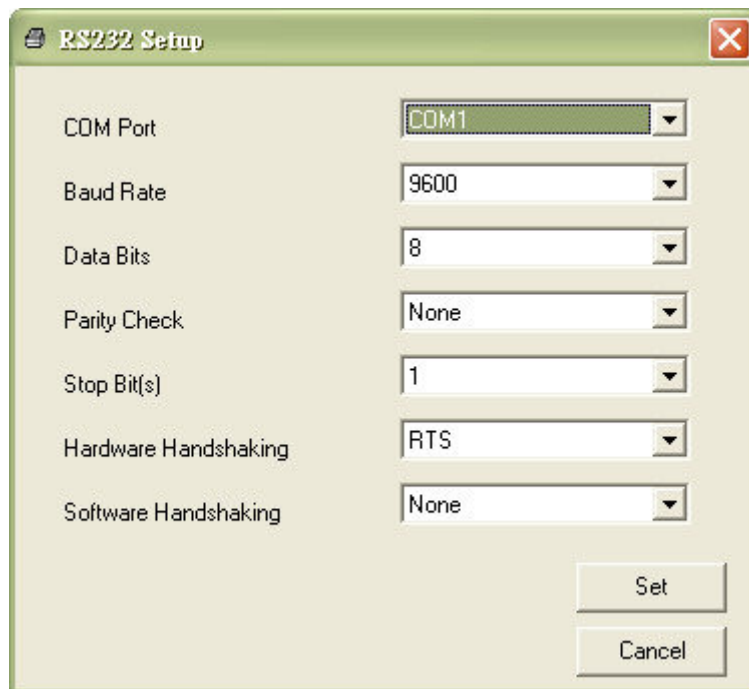 RS232 Setup
COM Port COM1
Baud Rate 9600
Data Bits 8
Parity Check None
Stop Bit(s) 1
Hardware Handshaking RTS
Software Handshaking None
Set
Cancel